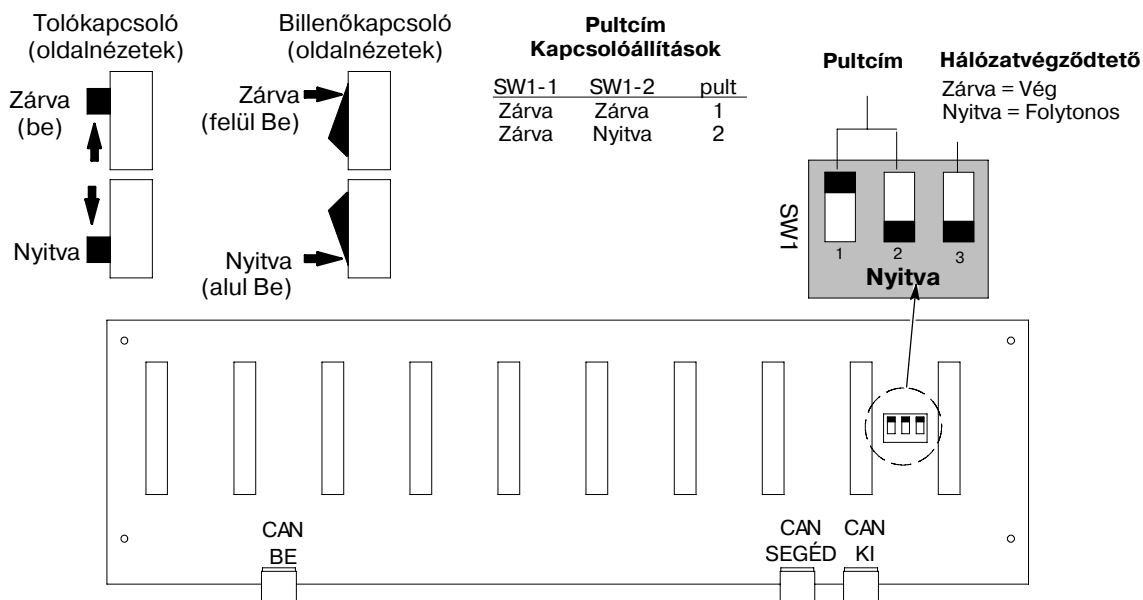 Tolókapcsoló
(oldalnézetek)
Zárva
(be)
Nyitva
Billenőkapcsoló
(oldalnézetek)
Zárva
(felül Be)
Nyitva
(alul Be)
Pultcím
Kapcsolóállítások
SW1-1 SW1-2 pult
Zárva Zárva 1
Zárva Nyitva 2
Pultcím
Hálózatvégződtető
Zárva = Vég
Nyitva = Folytonos
SW1
1 2 3
Nyitva
CAN
BE
CAN
SEGÉD
CAN
KI